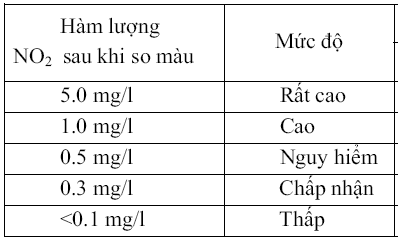 Hàm lượng
NO2 sau khi so màu
Mức độ
5.0 mg/l Rất cao
1.0 mg/l Cao
0.5 mg/l Nguy hiểm
0.3 mg/l Chấp nhận
<0.1 mg/l Thấp